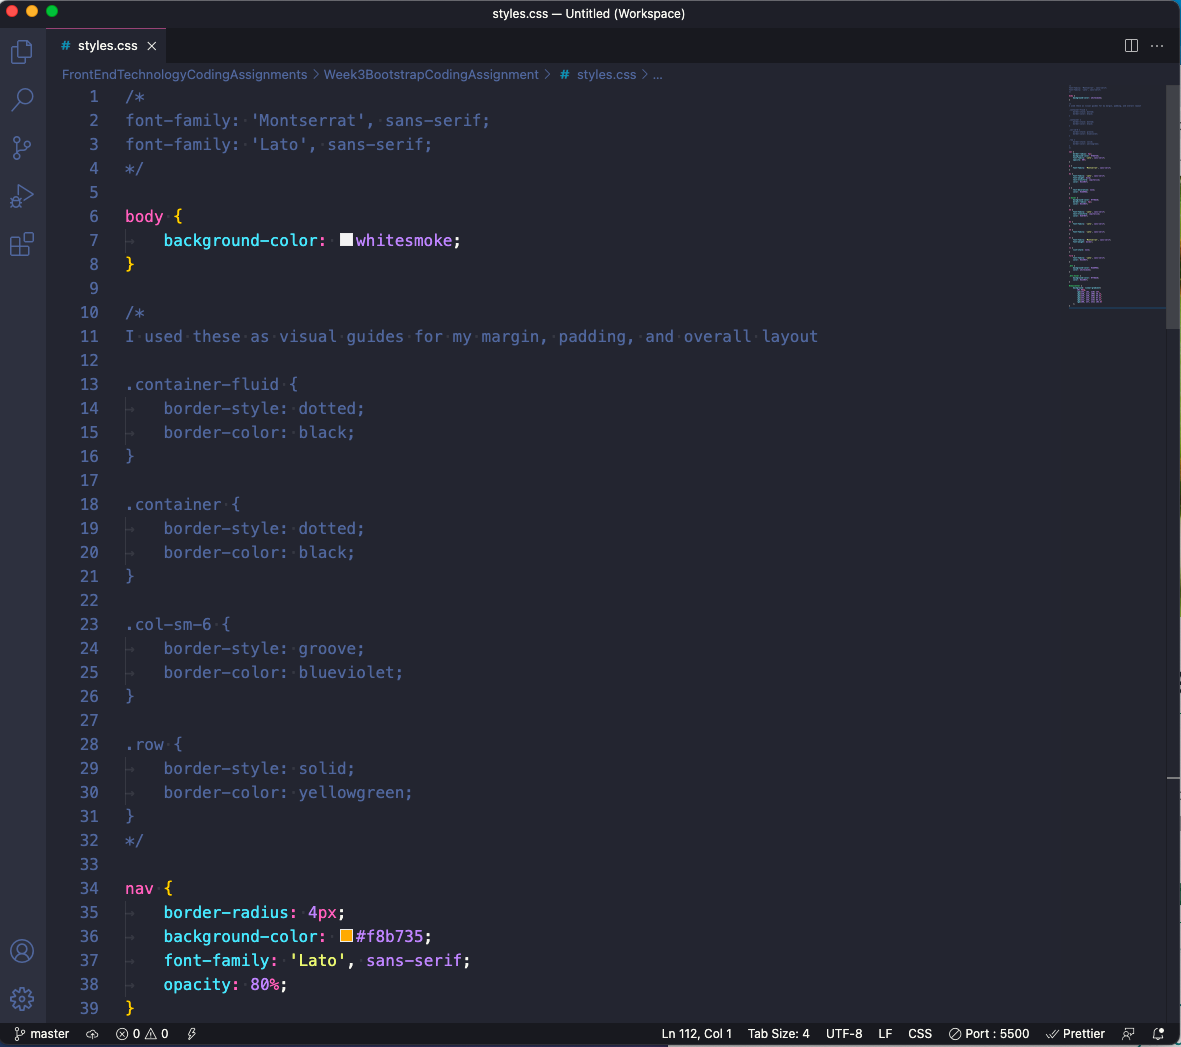 styles.css — Untitled (Workspace)
# styles.css
FrontEndTechnologyCodingAssignments > Week3BootstrapCodingAssignment > # styles.css > ...
1 /*
2 font-family: 'Montserrat', sans-serif;
3 font-family: 'Lato', sans-serif;
4 */
5
6 body {
7 background-color: whitesmoke;
8 }
9
10 /*
11 I used these as visual guides for my margin, padding, and overall layout
12
13 .container-fluid {
14 border-style: dotted;
15 border-color: black;
16 }
17
18 .container {
19 border-style: dotted;
20 border-color: black;
21 }
22
23 .col-sm-6 {
24 border-style: groove;
25 border-color: blueviolet;
26 }
27
28 .row {
29 border-style: solid;
30 border-color: yellowgreen;
31 }
32 */
33
34 nav {
35 border-radius: 4px;
36 background-color: #f8b735;
37 font-family: 'Lato', sans-serif;
38 opacity: 80%;
39 }
master 0 0 Ln 112, Col 1 Tab Size: 4 UTF-8 LF CSS Port : 5500 Prettier